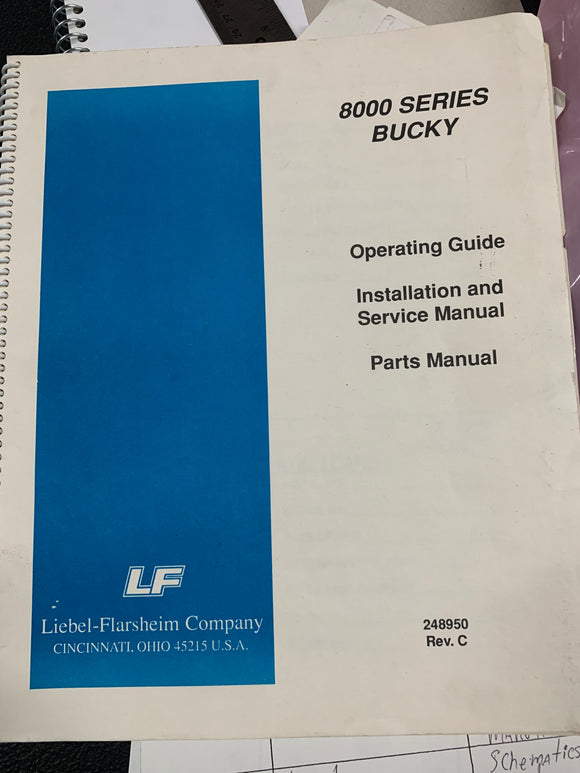 8000 SERIES
BUCKY
Operating Guide
Installation and
Service Manual
Parts Manual
LF
Liebel-Flarsheim Company
CINCINNATI, OHIO 45215 U.S.A.
248950
Rev. C
Schematics